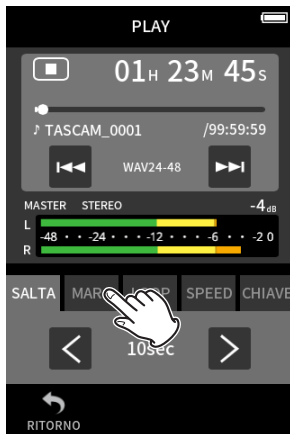 PLAY
01H 23M 45S
TASCAM_0001 /99:59:59
WAV24-48
MASTER STEREO -4dB
L
-48 -24 -12 -6 -2 0
R
SALTA SPEED CHIAVE
10sec
RITORNO